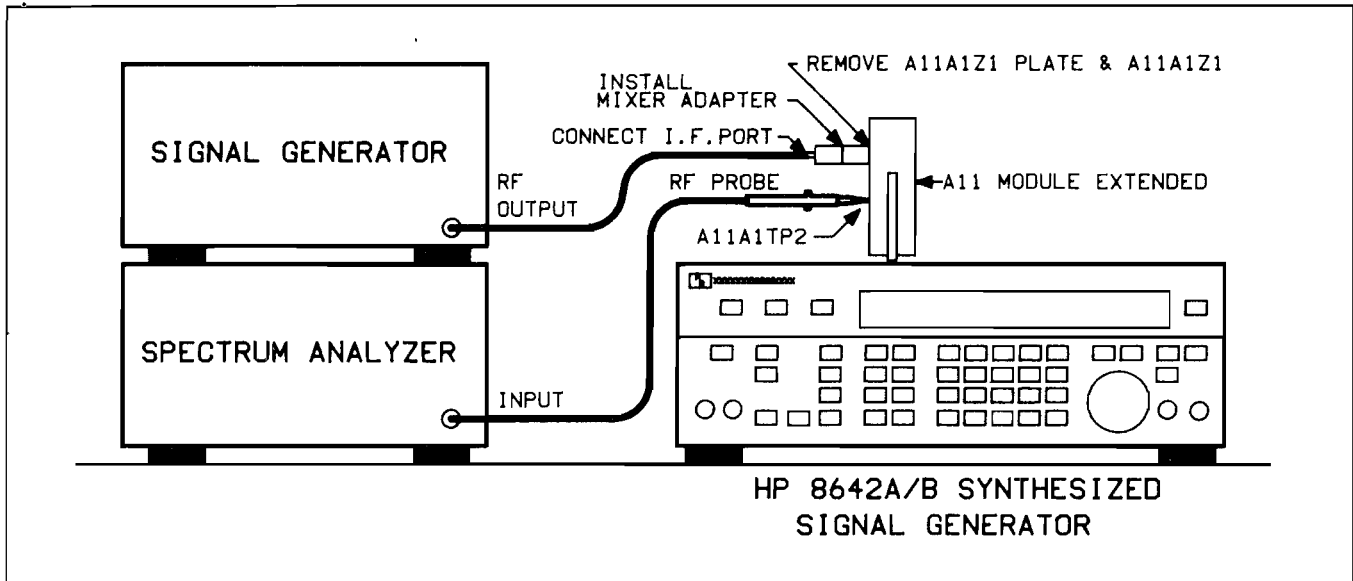 REMOVE A11A1Z1 PLATE & A11A1Z1
INSTALL
MIXER ADAPTER
CONNECT I.F.PORT
SIGNAL GENERATOR
RF
OUTPUT
RF PROBE
A11 MODULE EXTENDED
A11A1TP2
SPECTRUM ANALYZER
INPUT
HP 8642A/B SYNTHESIZED
SIGNAL GENERATOR